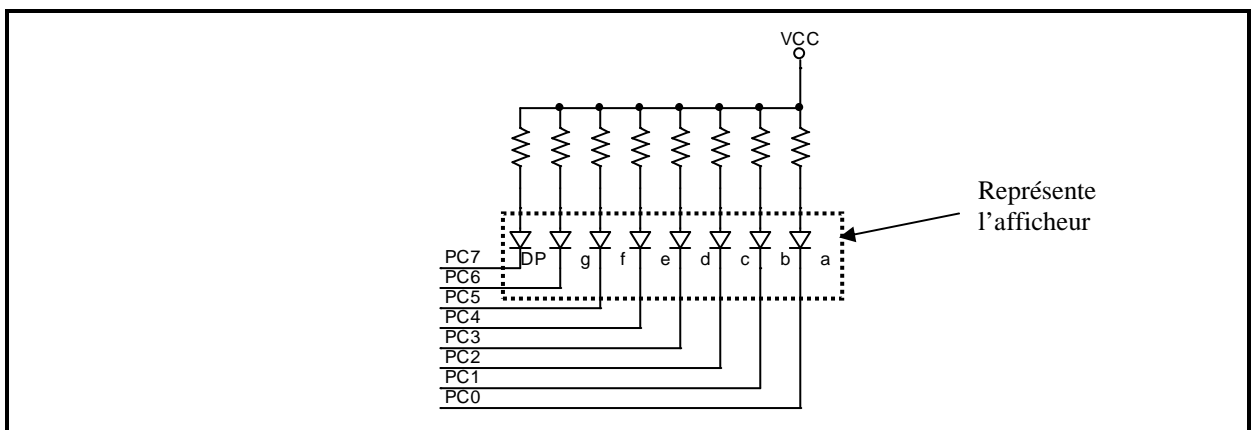 VCC
Représente
l'afficheur
PC7 DP g f e d c b a
PC6
PC5
PC4
PC3
PC2
PC1
PC0